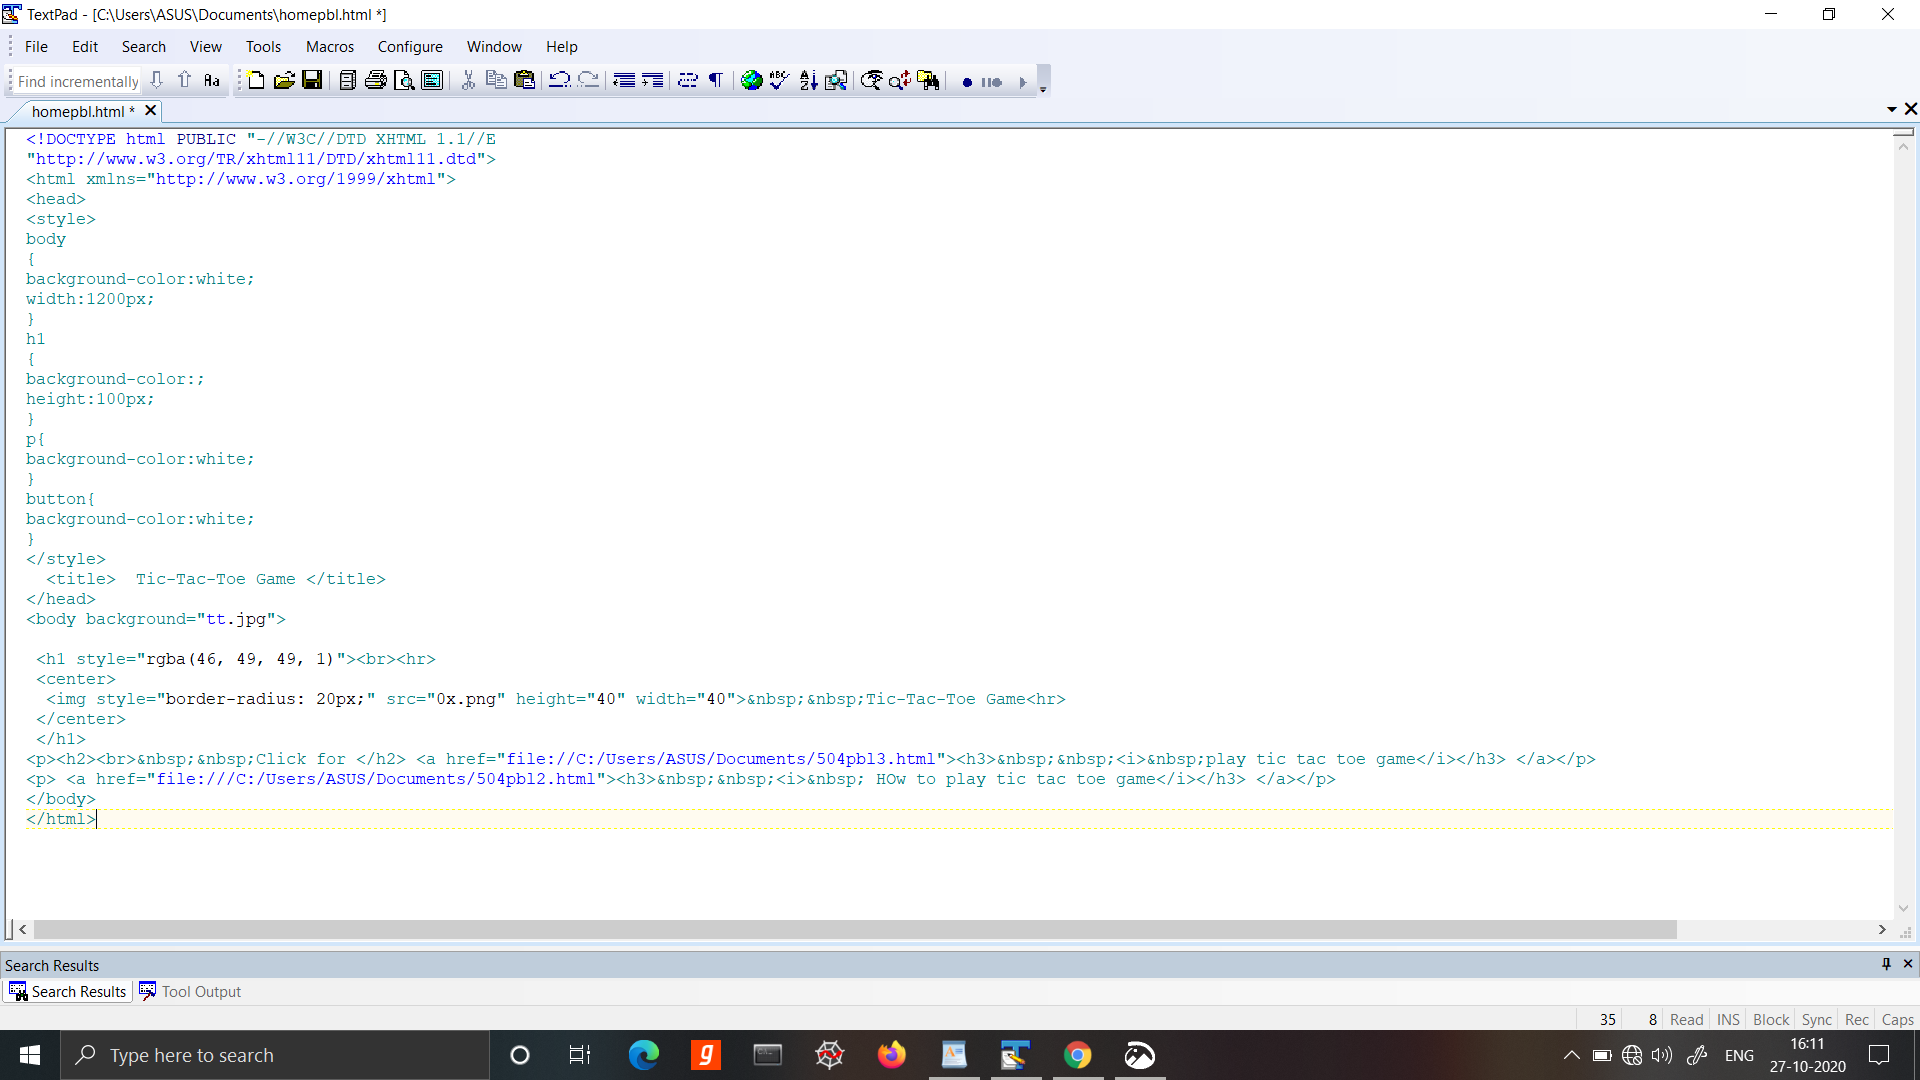 TextPad - [C:\Users\ASUS\Documents\homepbl.html *]
File Edit Search View Tools Macros Configure Window Help
Find incrementally Aa
homepbl.html *
<!DOCTYPE html PUBLIC "-//W3C//DTD XHTML 1.1//E
"http://www.w3.org/TR/xhtml11/DTD/xhtml11.dtd">
<html xmlns="http://www.w3.org/1999/xhtml">
<head>
<style>
body
{
background-color:white;
width:1200px;
}
h1
{
background-color:;
height:100px;
}
p{
background-color:white;
}
button{
background-color:white;
}
</style>
<title>  Tic-Tac-Toe Game </title>
</head>
<body background="tt.jpg">
<h1 style="rgba(46, 49, 49, 1)"><br><hr>
<center>
<img style="border-radius: 20px;" src="0x.png" height="40" width="40">&nbsp;&nbsp;Tic-Tac-Toe Game<hr>
</center>
</h1>
<p><h2><br>&nbsp;&nbsp;Click for </h2> <a href="file://C:/Users/ASUS/Documents/504pbl3.html"><h3>&nbsp;&nbsp;<i>&nbsp;play tic tac toe game</i></h3> </a></p>
<p> <a href="file:///C:/Users/ASUS/Documents/504pbl2.html"><h3>&nbsp;&nbsp;<i>&nbsp; HOw to play tic tac toe game</i></h3> </a></p>
</body>
</html>
Search Results
Search Results Tool Output
35 8 Read INS Block Sync Rec Caps
Type here to search
ENG
16:11
27-10-2020